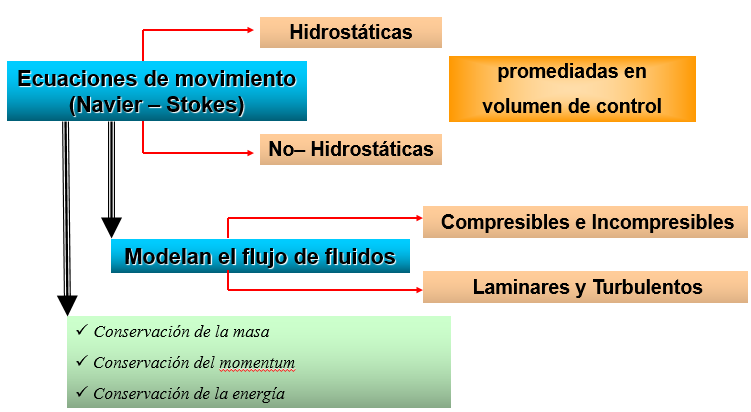 Hidrostáticas
Ecuaciones de movimiento
(Navier – Stokes)
promediadas en
volumen de control
No– Hidrostáticas
Compresibles e Incompresibles
Modelan el flujo de fluidos
Laminares y Turbulentos
✓ Conservación de la masa
✓ Conservación del momentum
✓ Conservación de la energía